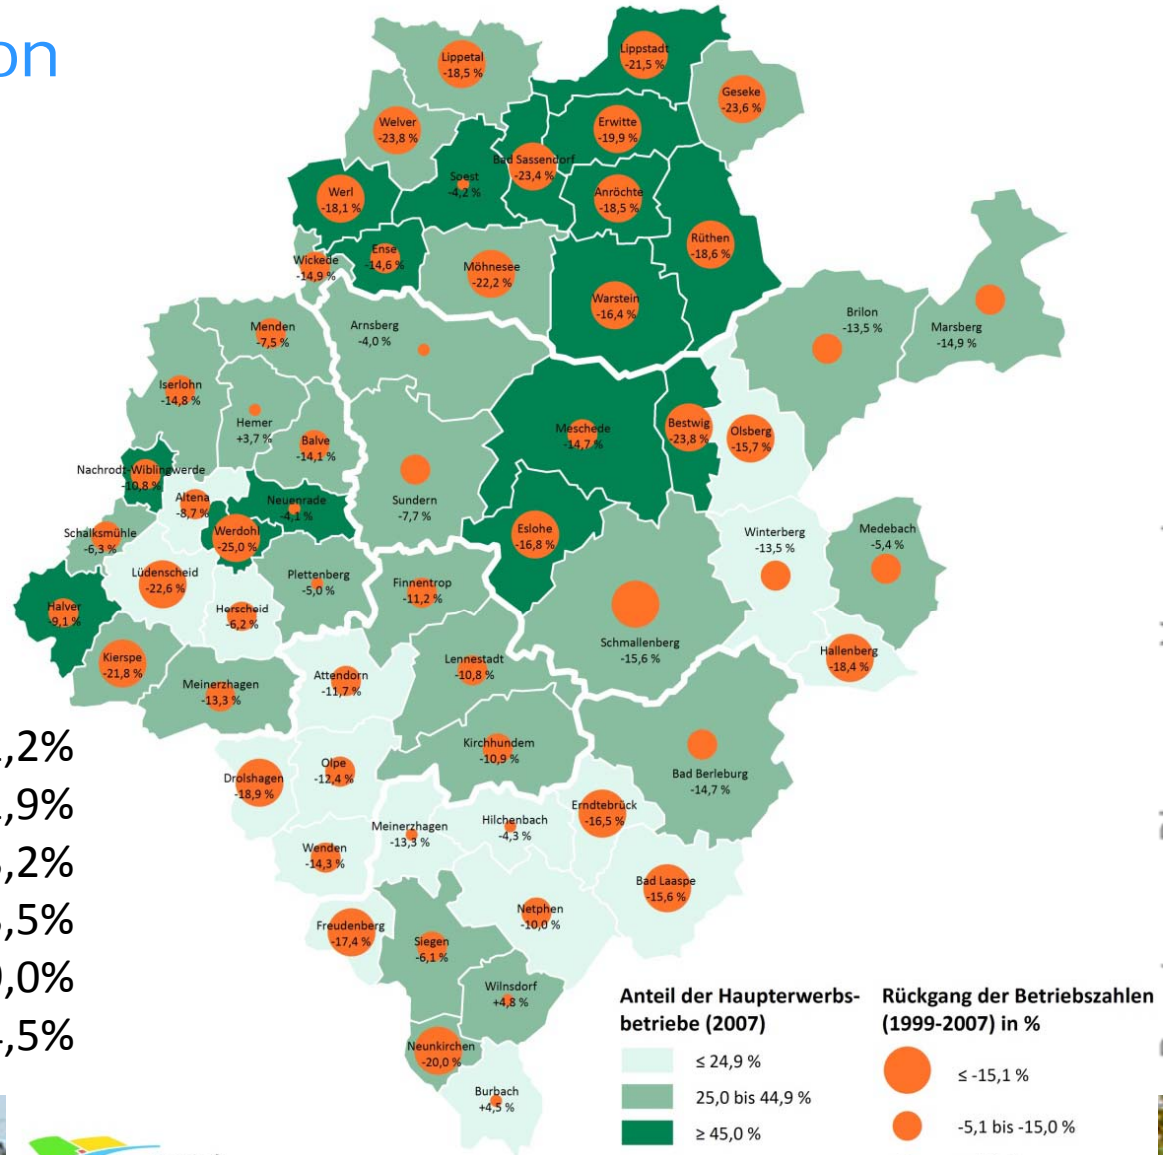 on
Lippetal
-18,5 %
Lippstadt
-21,5 %
Geseke
-23,6 %
Welver
-23,8 %
Erwitte
-19,9 %
Bad Sassendorf
-23,4 %
Soest
-4,2 %
Werl
-18,1 %
Anröchte
-18,5 %
Rüthen
-18,6 %
Ense
-14,6 %
Wickede
-14,9 %
Möhnesee
-22,2 %
Warstein
-16,4 %
Brilon
-13,5 %
Marsberg
-14,9 %
Menden
-7,5 %
Arnsberg
-4,0 %
Iserlohn
-14,8 %
Hemer
+3,7 %
Balve
-14,1 %
Meschede
-14,7 %
Bestwig
-23,8 %
Olsberg
-15,7 %
Nachrodt-Wiblingwerde
-10,8 %
Altena
-8,7 %
Neuenrade
-4,1 %
Sundern
-7,7 %
Schalksmühle
-6,3 %
Werdohl
-25,0 %
Eslohe
-16,8 %
Winterberg
-13,5 %
Medebach
-5,4 %
Lüdenscheid
-22,6 %
Plettenberg
-5,0 %
Finnentrop
-11,2 %
Halver
-9,1 %
Herscheid
-6,2 %
Schmallenberg
-15,6 %
Hallenberg
-18,4 %
Kierspe
-21,8 %
Meinerzhagen
-13,3 %
Attendorn
-11,7 %
Lennestadt
-10,8 %
Kirchhundem
-10,9 %
Bad Berleburg
-14,7 %
Drolshagen
-18,9 %
Olpe
-12,4 %
Erndtebrück
-16,5 %
Meinerzhagen
-13,3 %
Hilchenbach
-4,3 %
Wenden
-14,3 %
Bad Laaspe
-15,6 %
Freudenberg
-17,4 %
Siegen
-6,1 %
Netphen
-10,0 %
Wilnsdorf
+4,8 %
Neunkirchen
-20,0 %
Burbach
+4,5 %
,2%
,9%
,2%
,5%
,0%
,5%
Anteil der Haupterwerbs-
betriebe (2007)
≤ 24,9 %
25,0 bis 44,9 %
≥ 45,0 %
Rückgang der Betriebszahlen
(1999-2007) in %
≤ -15,1 %
-5,1 bis -15,0 %